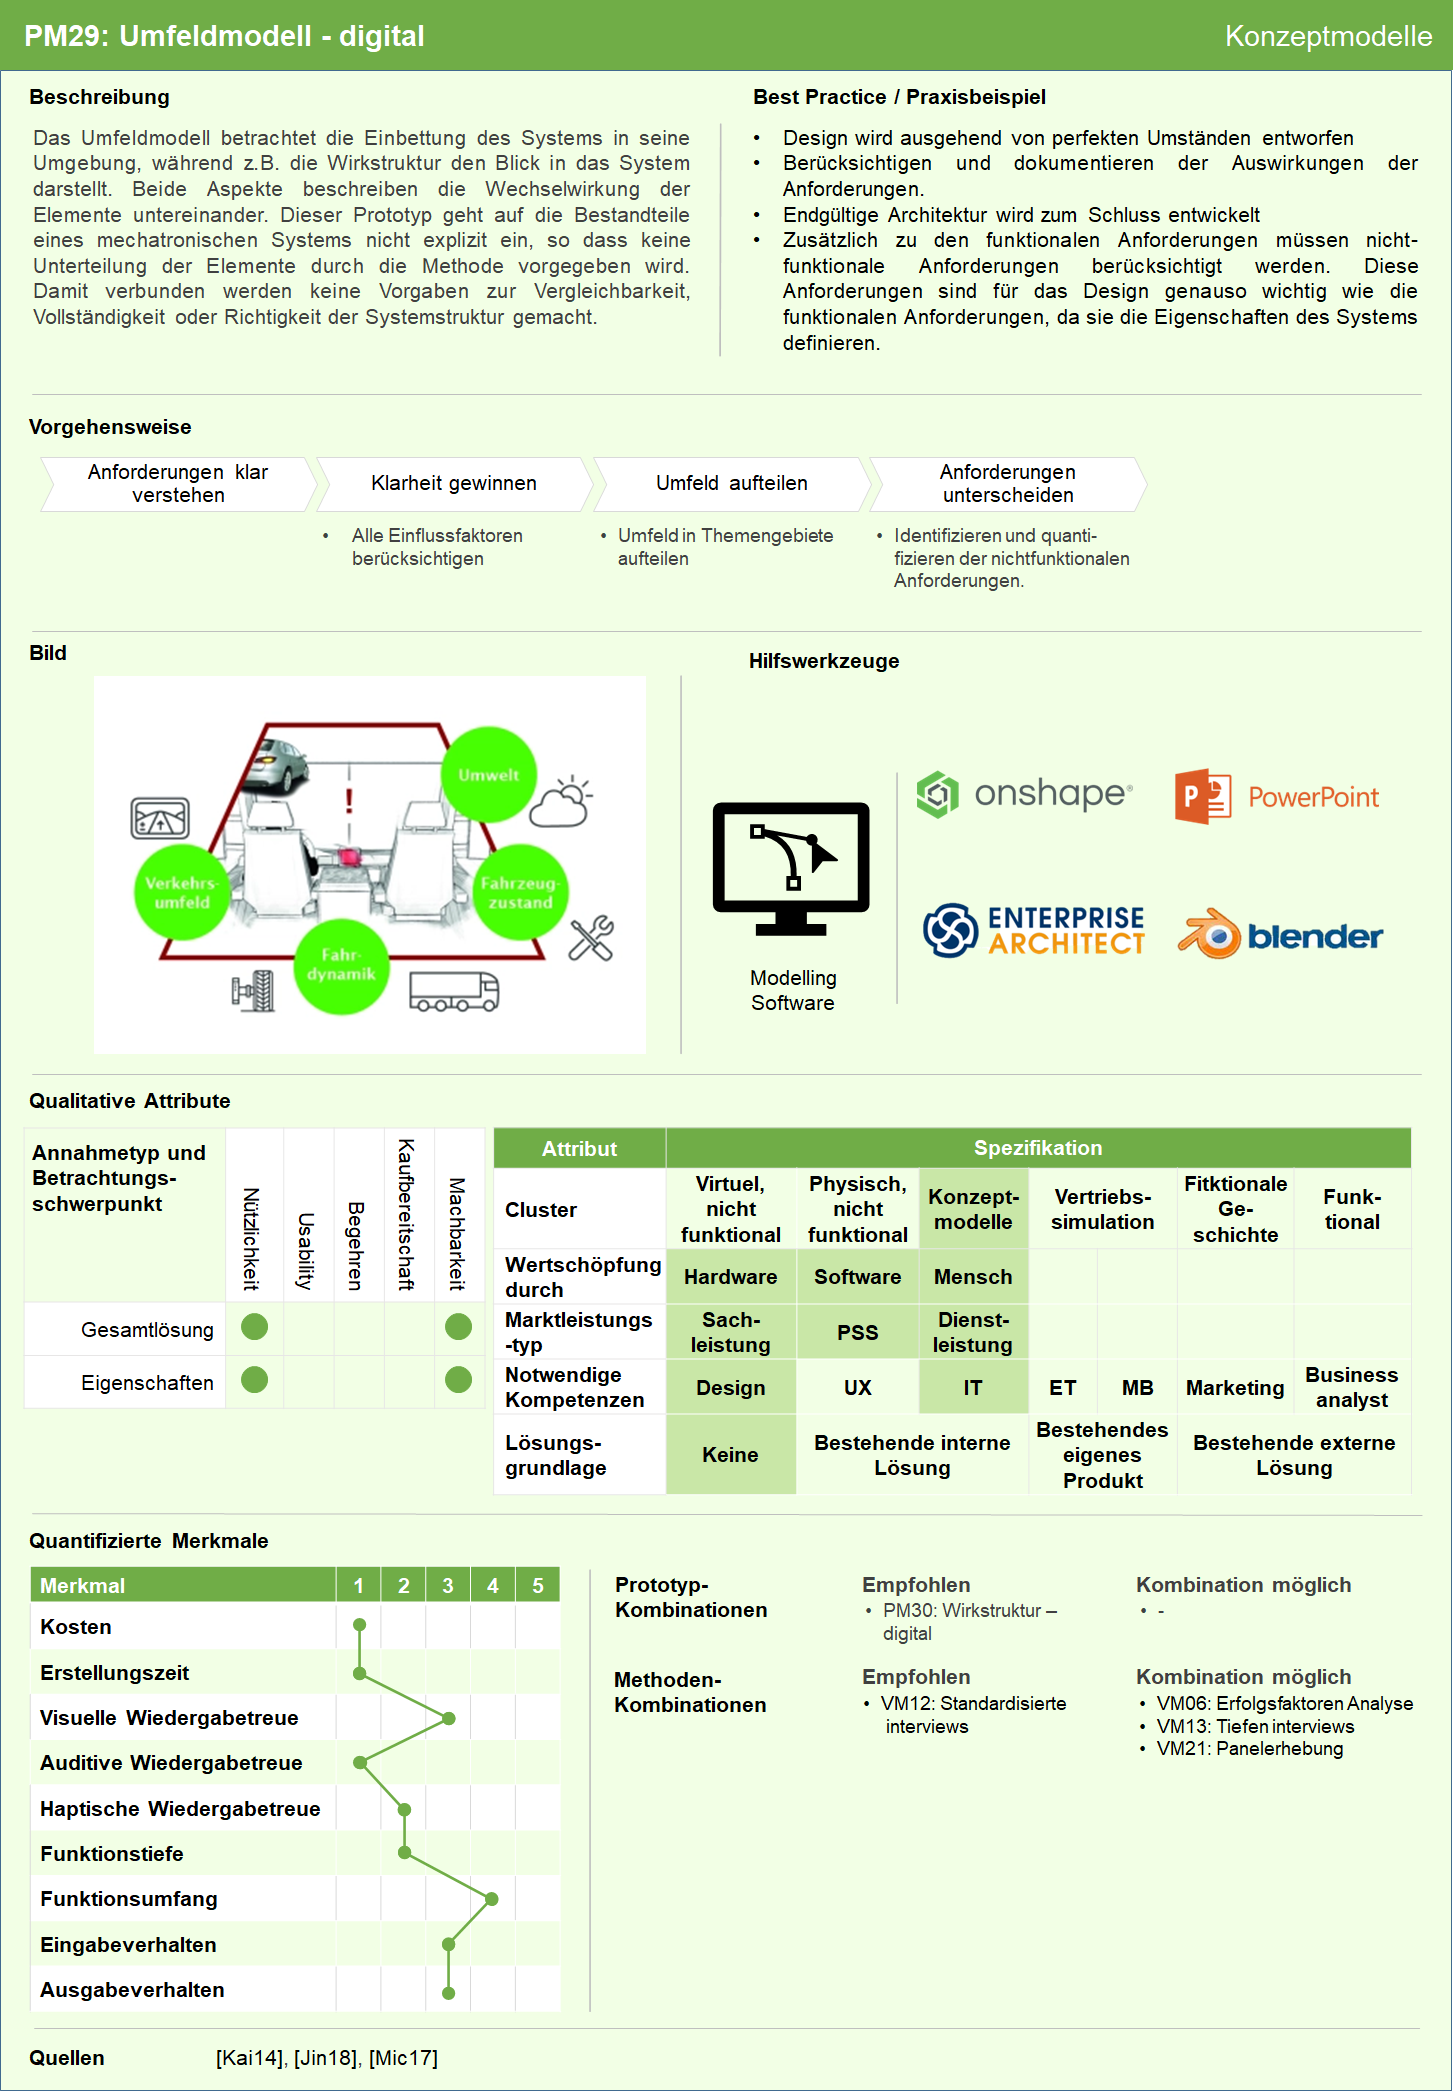 PM29: Umfeldmodell - digital
Konzeptmodelle
Beschreibung
Das Umfeldmodell betrachtet die Einbettung des Systems in seine
Umgebung, während z.B. die Wirkstruktur den Blick in das System
darstellt. Beide Aspekte beschreiben die Wechselwirkung der
Elemente untereinander. Dieser Prototyp geht auf die Bestandteile
eines mechatronischen Systems nicht explizit ein, so dass keine
Unterteilung der Elemente durch die Methode vorgegeben wird.
Damit verbunden werden keine Vorgaben zur Vergleichbarkeit,
Vollständigkeit oder Richtigkeit der Systemstruktur gemacht.
Best Practice / Praxisbeispiel
• Design wird ausgehend von perfekten Umständen entworfen
• Berücksichtigen und dokumentieren der Auswirkungen der
Anforderungen.
• Endgültige Architektur wird zum Schluss entwickelt
• Zusätzlich zu den funktionalen Anforderungen müssen nicht-
funktionale Anforderungen berücksichtigt werden. Diese
Anforderungen sind für das Design genauso wichtig wie die
funktionalen Anforderungen, da sie die Eigenschaften des Systems
definieren.
Vorgehensweise
Anforderungen klar
verstehen
Klarheit gewinnen
• Alle Einflussfaktoren
berücksichtigen
Umfeld aufteilen
• Umfeld in Themengebiete
aufteilen
Anforderungen
unterscheiden
• Identifizieren und quanti-
fizieren der nichtfunktionalen
Anforderungen.
Bild
Umwelt
!
Verkehrs-
umfeld
Fahrzeug-
zustand
Fahr-
dynamik
Hilfswerkzeuge
Modelling
Software
onshape®
P PowerPoint
ENTERPRISE
ARCHITECT
blender
Qualitative Attribute
Annahmetyp und
Betrachtungs-
schwerpunkt
Nützlichkeit
Usability
Begehren
Kaufbereitschaft
Machbarkeit
Gesamtlösung
Eigenschaften
Attribut Spezifikation
Cluster
Virtuel,
nicht
funktional
Physisch,
nicht
funktional
Konzept-
modelle
Vertriebs-
simulation
Fitktionale
Ge-
schichte
Funk-
tional
Wertschöpfung
durch
Hardware Software Mensch
Marktleistungs
-typ
Sach-
leistung
PSS
Dienst-
leistung
Notwendige
Kompetenzen
Design UX IT ET MB Marketing
Business
analyst
Lösungs-
grundlage
Keine
Bestehende interne
Lösung
Bestehendes
eigenes
Produkt
Bestehende externe
Lösung
Quantifizierte Merkmale
Merkmal 1 2 3 4 5
Kosten
Erstellungszeit
Visuelle Wiedergabetreue
Auditive Wiedergabetreue
Haptische Wiedergabetreue
Funktionstiefe
Funktionsumfang
Eingabeverhalten
Ausgabeverhalten
Prototyp-
Kombinationen
Empfohlen
• PM30: Wirkstruktur –
digital
Kombination möglich
• -
Methoden-
Kombinationen
Empfohlen
• VM12: Standardisierte
interviews
Kombination möglich
• VM06: Erfolgsfaktoren Analyse
• VM13: Tiefen interviews
• VM21: Panelerhebung
Quellen [Kai14], [Jin18], [Mic17]